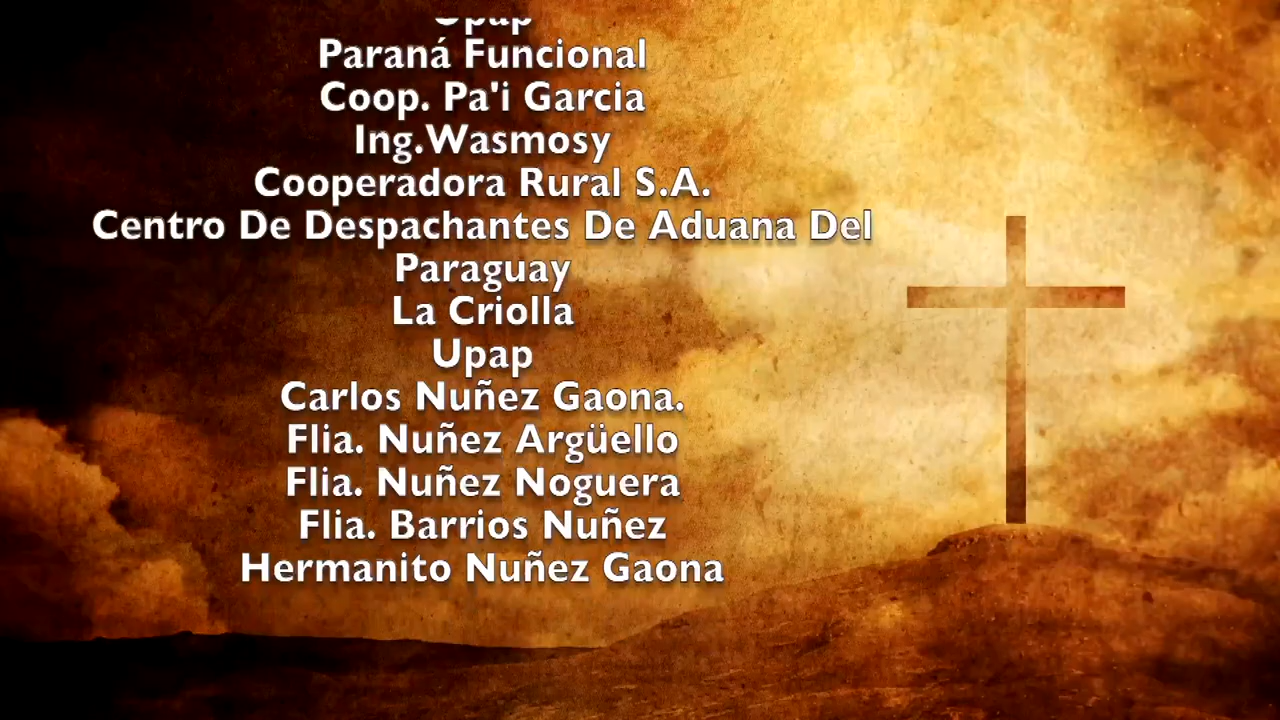 Paraná Funcional
Coop. Pa'i Garcia
Ing.Wasmosy
Cooperadora Rural S.A.
Centro De Despachantes De Aduana Del
Paraguay
La Criolla
Upap
Carlos Nuñez Gaona.
Flia. Nuñez Argüello
Flia. Nuñez Noguera
Flia. Barrios Nuñez
Hermanito Nuñez Gaona